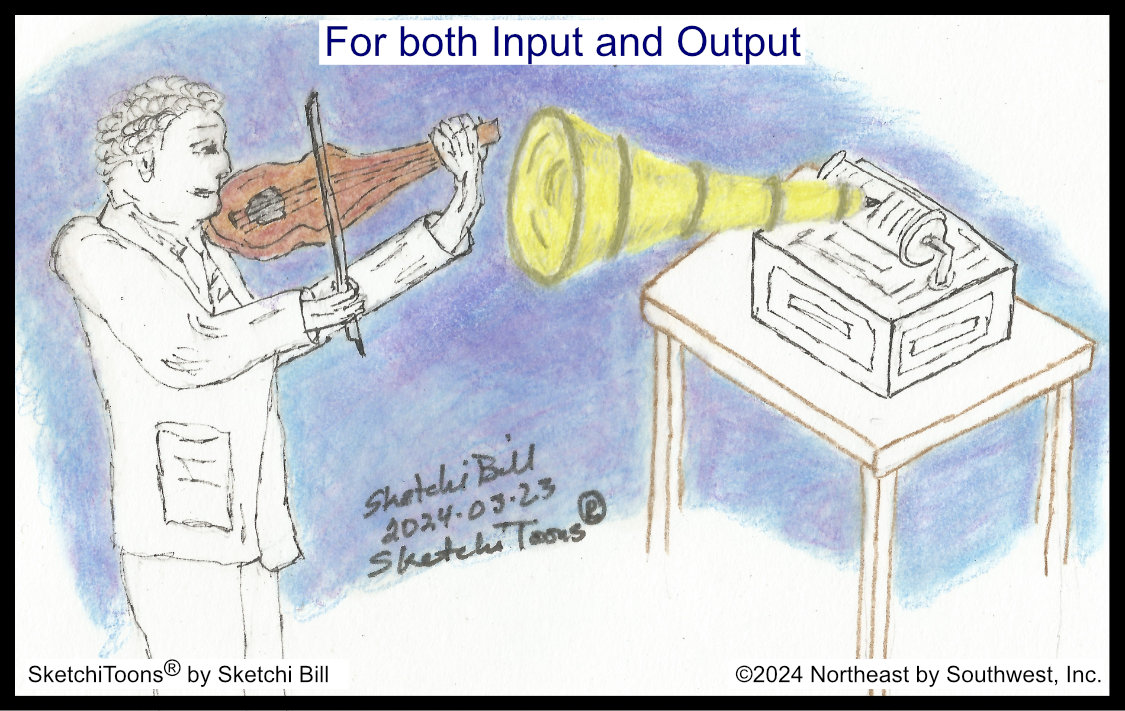 For both Input and Output
Sketchi Bill
2024.03.23
SketchiToons®
SketchiToons® by Sketchi Bill
©2024 Northeast by Southwest, Inc.